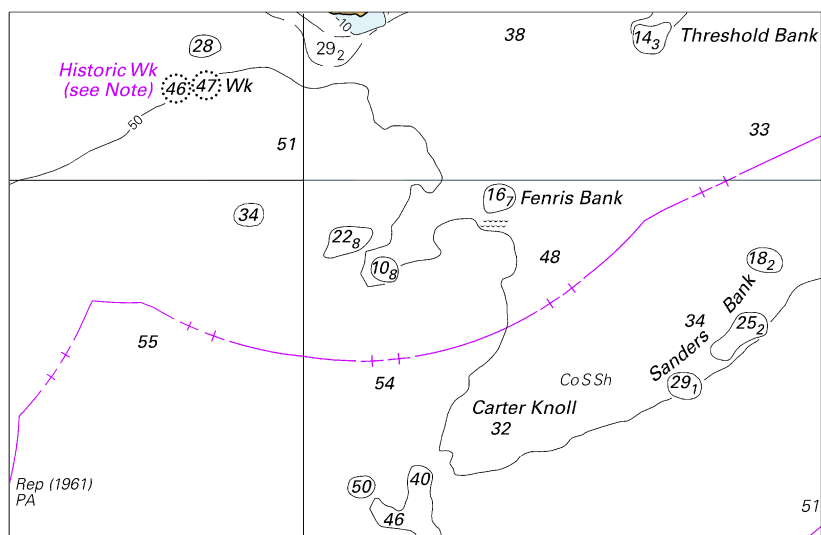 -10
29₂
38
14₃ Threshold Bank
28
Historic Wk
(see Note)
46 47 Wk
50
51
33
16₇ Fenris Bank
34
22₈
10₈
48
18₂
Sanders Bank
34
25₂
55
54
CoSSh
29₁
Carter Knoll
32
Rep (1961)
PA
50
40
46
51